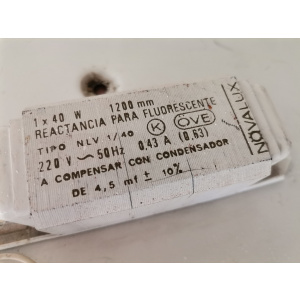 1 x 40 W 1200 mm
REACTANCIA PARA FLUORESCENTE
TIPO NLV 1/40 K ÖVE
220 V ~ 50Hz 0,43 A (0,63)
A COMPENSAR CON CONDENSADOR
DE 4,5 mf ± 10%
NOVALUX